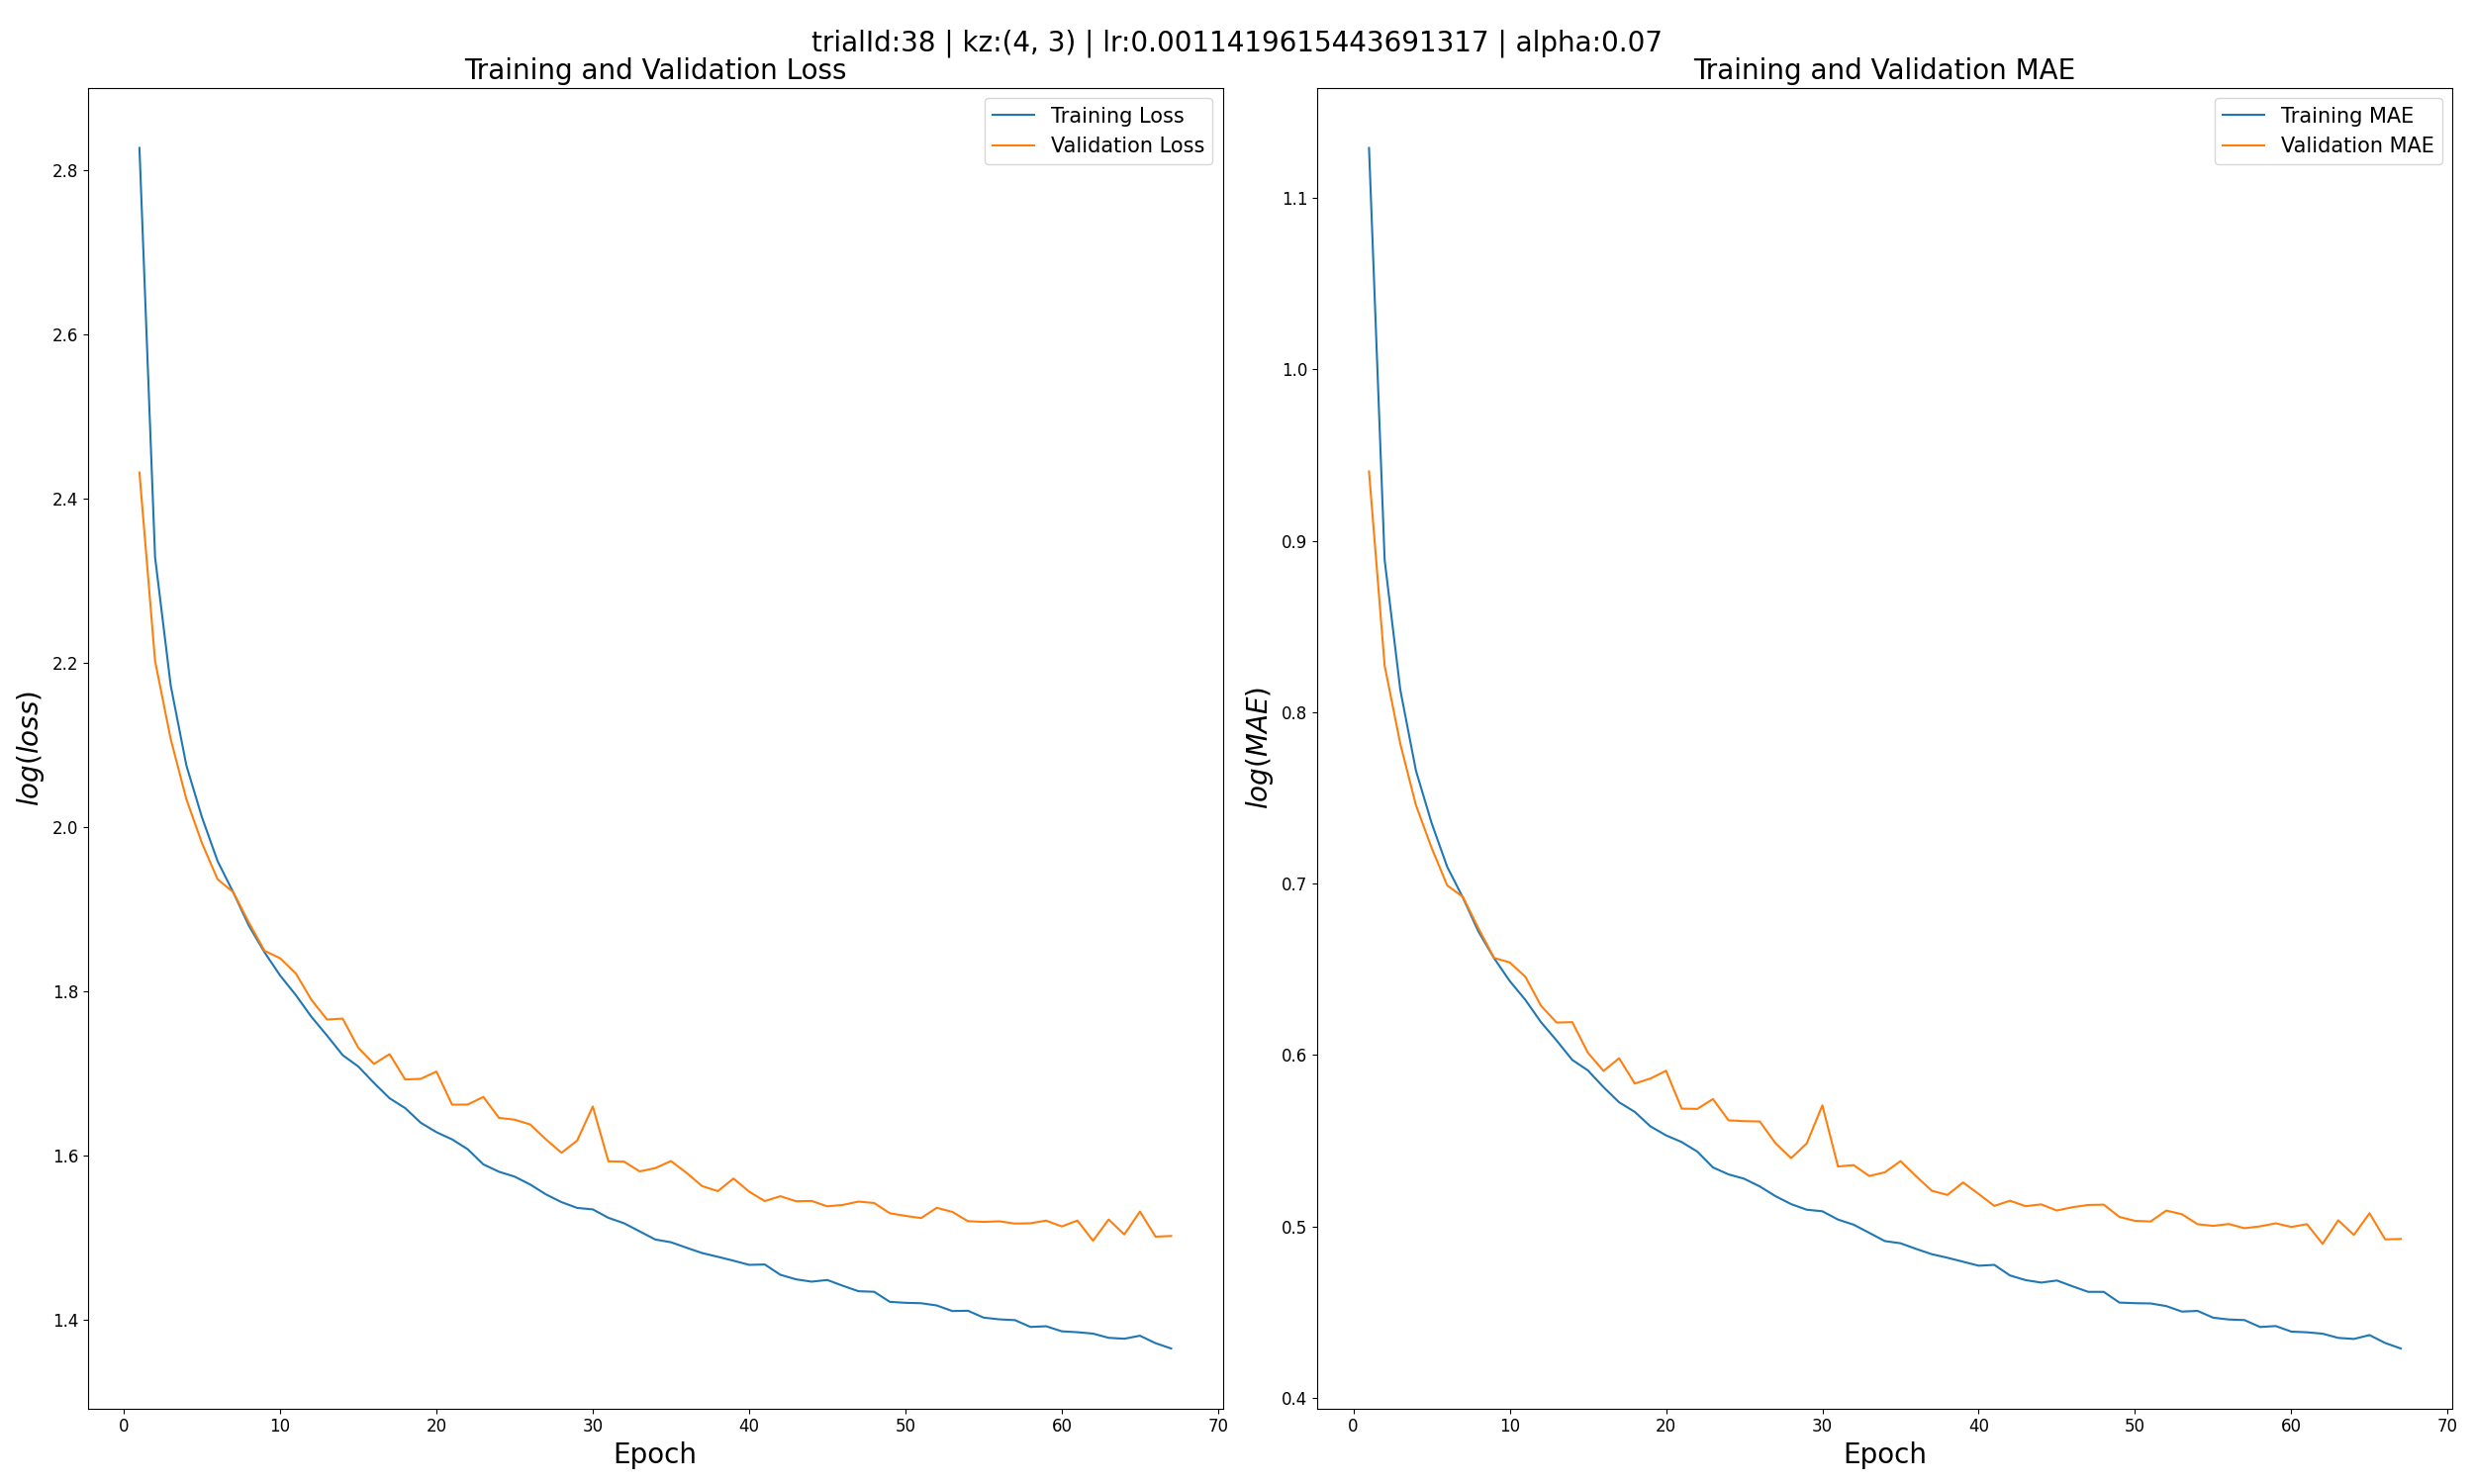 trialId:38 | kz:(4, 3) | lr:0.0011419615443691317 | alpha:0.07
Training and Validation Loss
Training Loss
Validation Loss
2.8
2.6
2.4
2.2
2.0
1.8
1.6
1.4
log(loss)
0 10 20 30 40 50 60 70
Epoch
Training and Validation MAE
Training MAE
Validation MAE
1.1
1.0
0.9
0.8
0.7
0.6
0.5
0.4
log(MAE)
0 10 20 30 40 50 60 70
Epoch